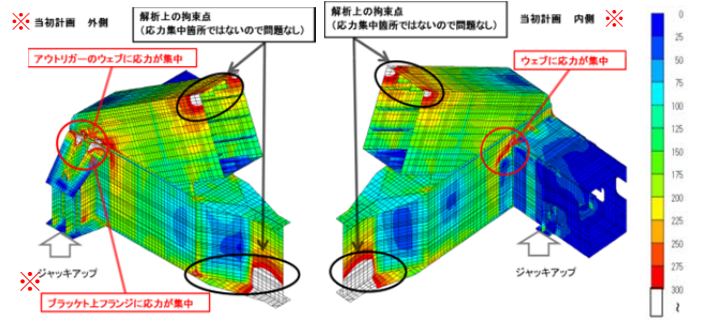 ※ 当初計画 外側
解析上の拘束点
（応力集中箇所ではないので問題なし）
アウトリガーのウェブに応力が集中
ジャッキアップ
※
ブラケット上フランジに応力が集中
解析上の拘束点
（応力集中箇所ではないので問題なし）
当初計画 内側 ※
ウェブに応力が集中
ジャッキアップ
0
25
50
75
100
125
150
175
200
225
250
275
300
～